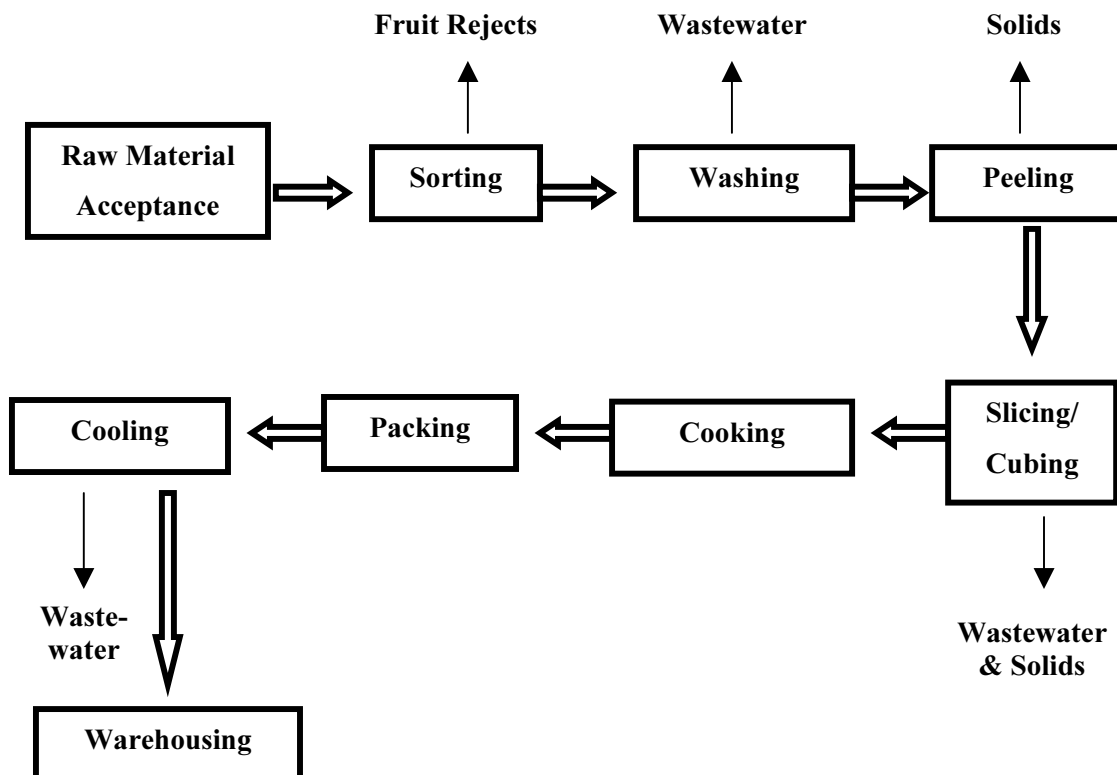 Fruit Rejects
Wastewater
Solids
Raw Material
Acceptance
Sorting
Washing
Peeling
Slicing/
Cubing
Cooking
Packing
Cooling
Wastewater
& Solids
Waste-
water
Warehousing